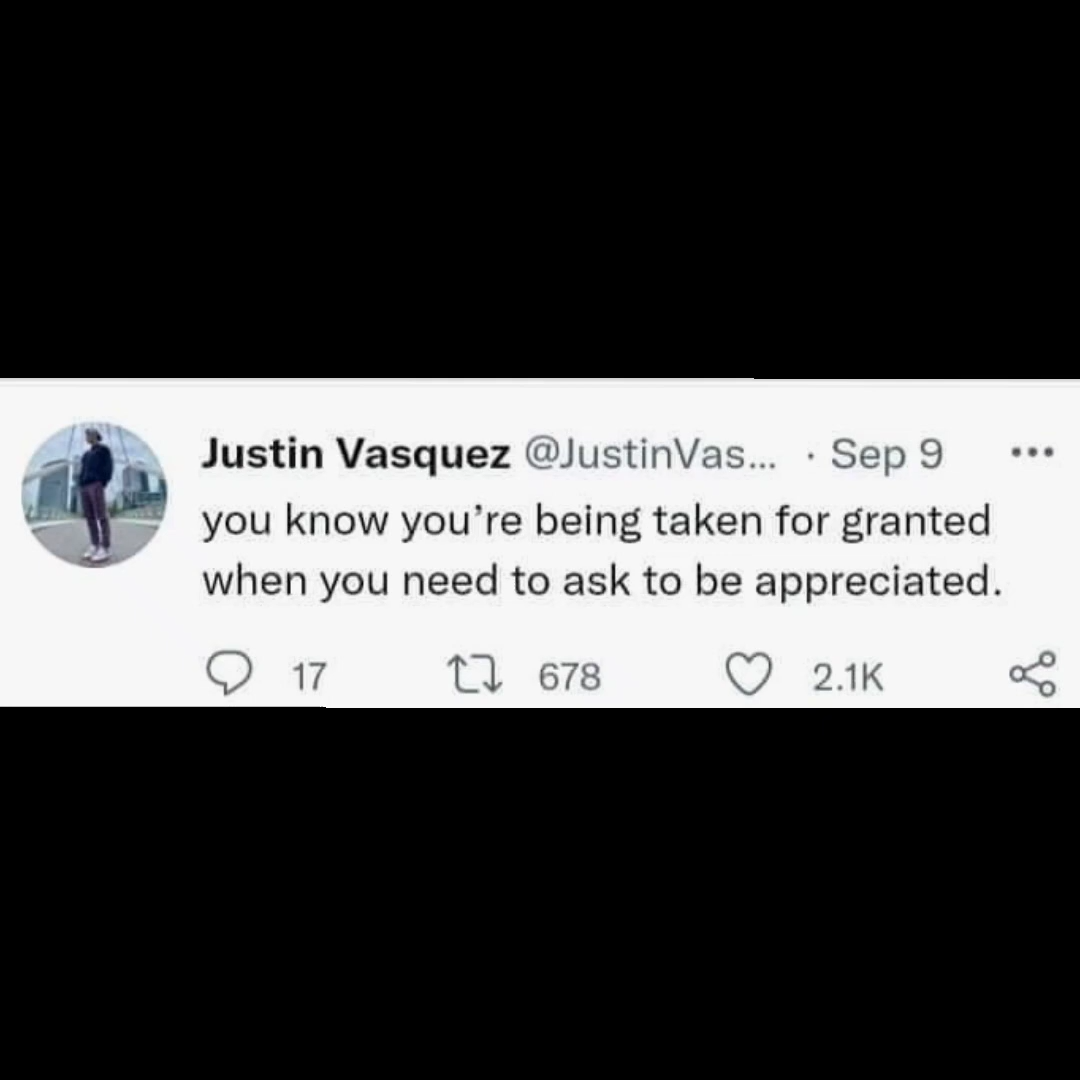 Justin Vasquez @JustinVas... · Sep 9
you know you’re being taken for granted
when you need to ask to be appreciated.
17 678 2.1K